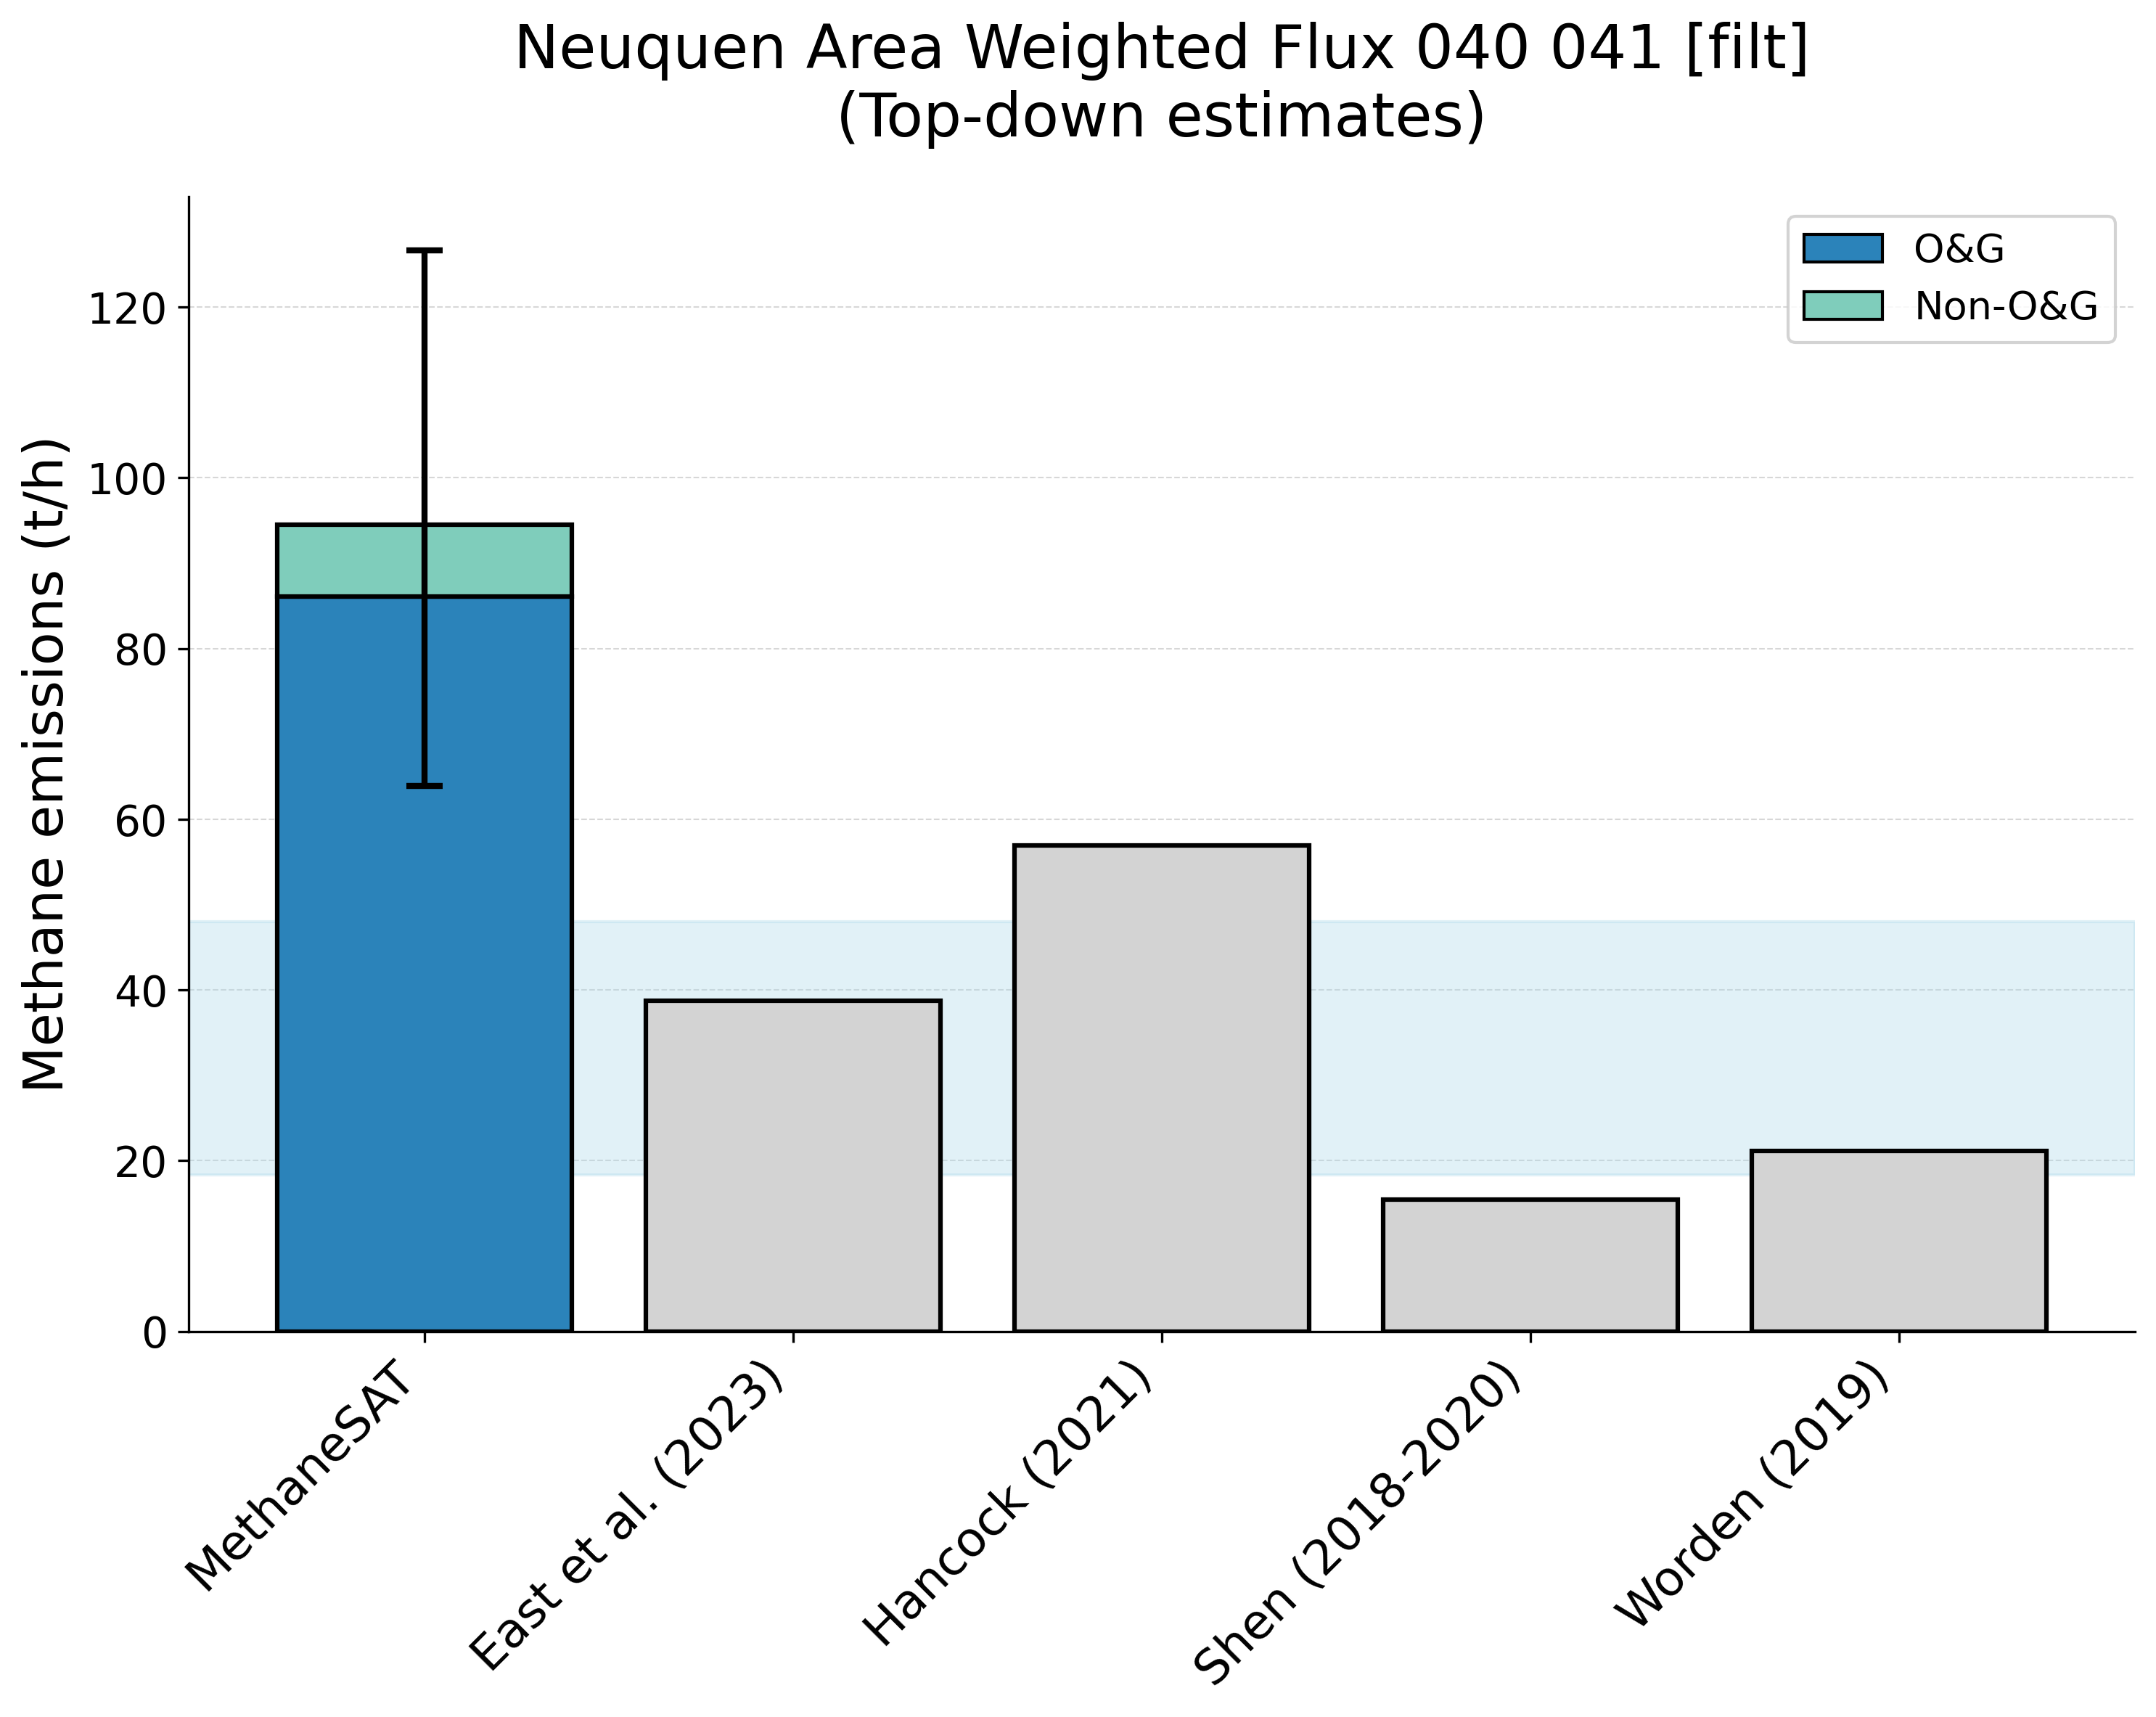 Neuquen Area Weighted Flux 040 041 [filt]
(Top-down estimates)
O&G
Non-O&G
Methane emissions (t/h)
120
100
80
60
40
20
0
MethaneSAT
East et al. (2023)
Hancock (2021)
Shen (2018-2020)
Worden (2019)